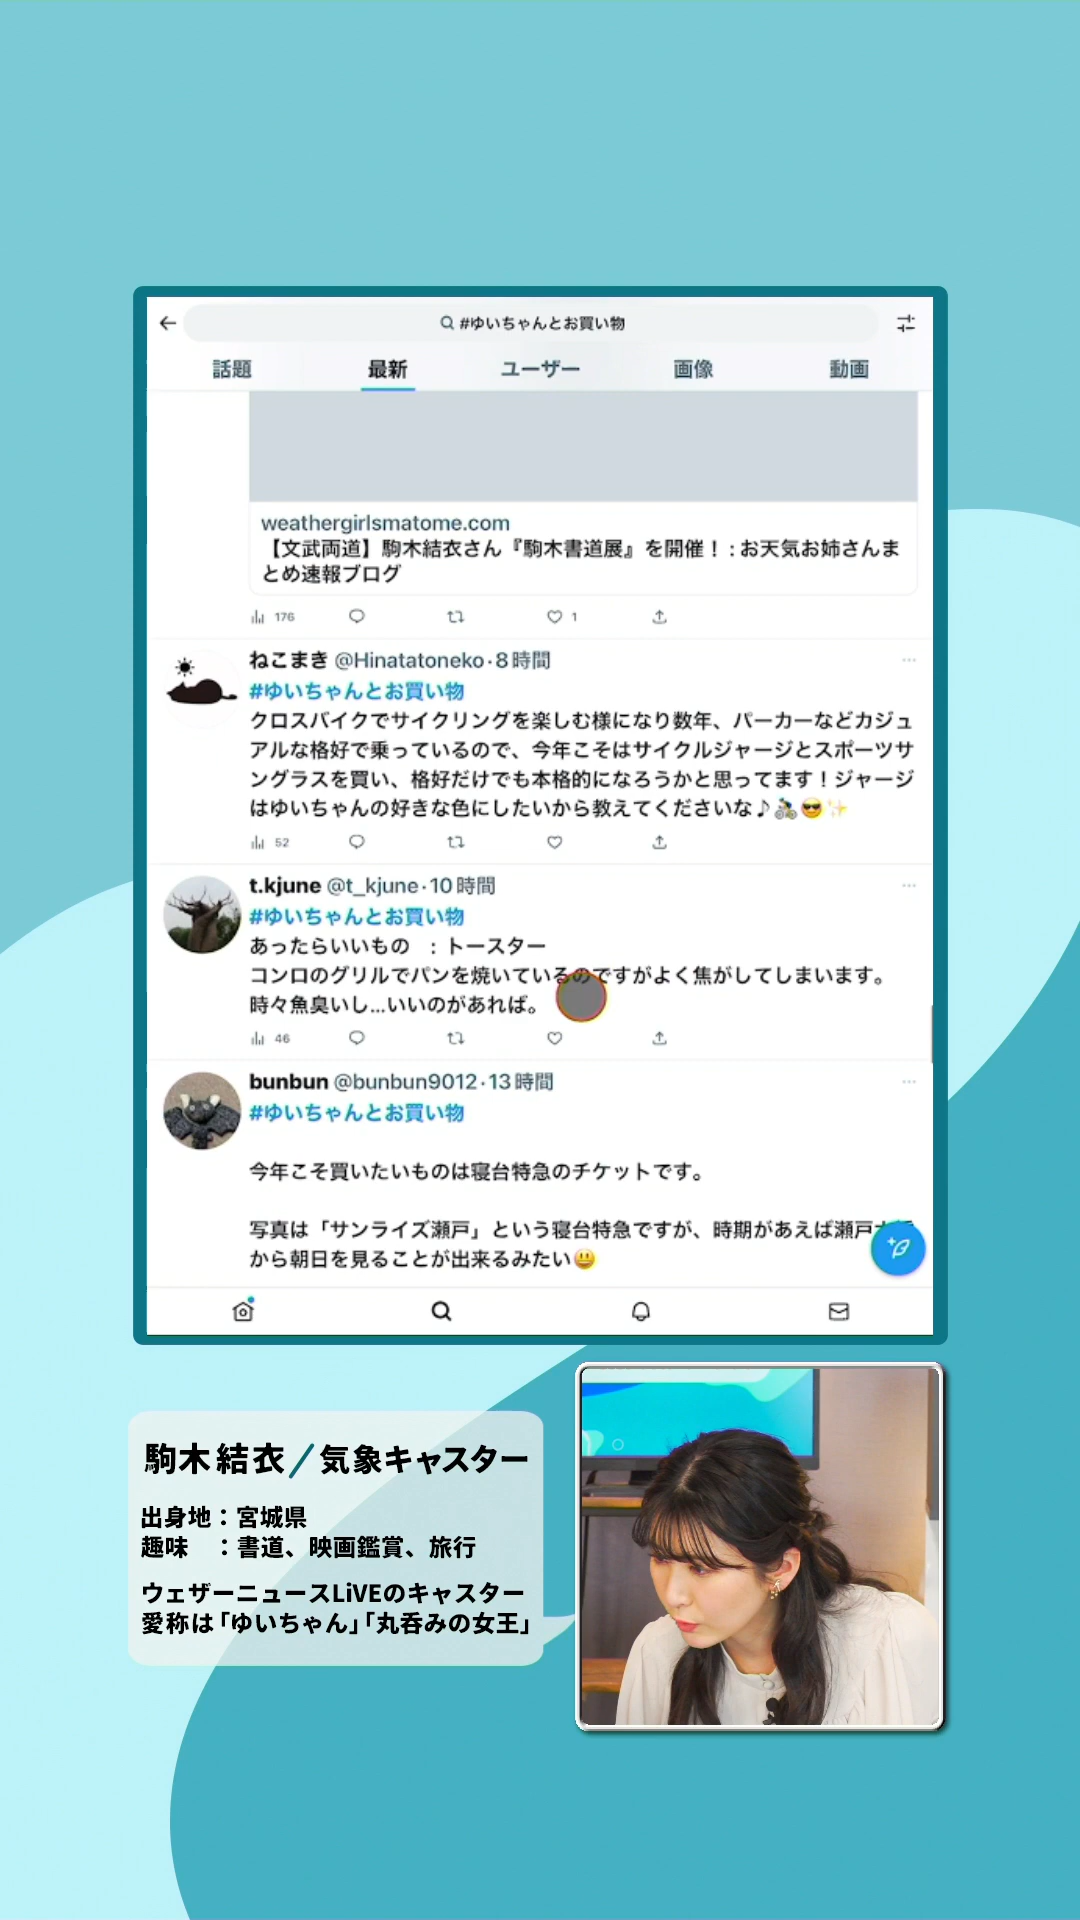 #ゆいちゃんとお買い物
話題 最新 ユーザー 画像 動画
weathergirlsmatome.com
【文武両道】駒木結衣さん『駒木書道展』を開催！ : お天気お姉さんま
とめ速報ブログ
176 1
ねこまき @Hinatatoneko · 8 時間
#ゆいちゃんとお買い物
クロスバイクでサイクリングを楽しむ様になり数年、パーカーなどカジュ
アルな格好で乗っているので、今年こそはサイクルジャージとスポーツサ
ングラスを買い、格好だけでも本格的になろうかと思ってます！ジャージ
はゆいちゃんの好きな色にしたいから教えてくださいな♪🚴😎✨
52
t.kjune @t_kjune · 10 時間
#ゆいちゃんとお買い物
あったらいいもの　: トースター
コンロのグリルでパンを焼いているのですがよく焦がしてしまいます。
時々魚臭いし...いいのがあれば。
46
bunbun @bunbun9012 · 13 時間
#ゆいちゃんとお買い物
今年こそ買いたいものは寝台特急のチケットです。
写真は「サンライズ瀬戸」という寝台特急ですが、時期があえば瀬戸
から朝日を見ることが出来るみたい😃
駒木結衣／気象キャスター
出身地：宮城県
趣味　：書道、映画鑑賞、旅行
ウェザーニュースLiVEのキャスター
愛称は「ゆいちゃん」「丸呑みの女王」